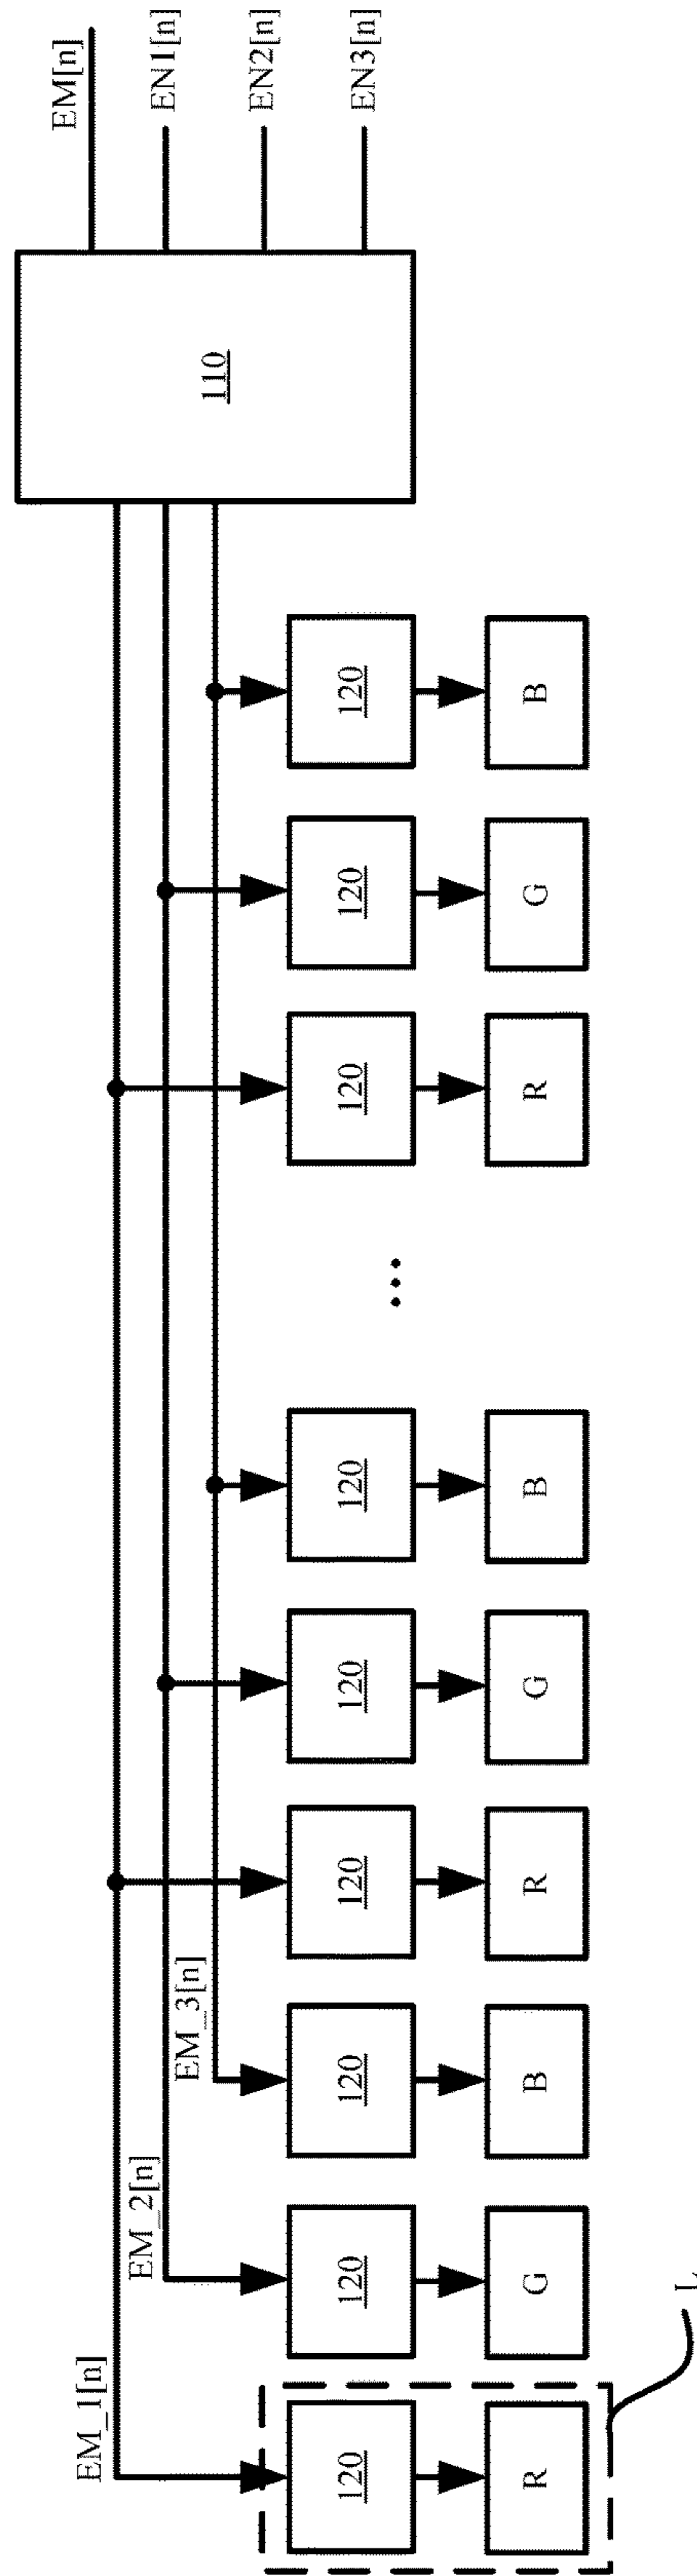 EM[n]
EN1[n]
EN2[n]
EN3[n]
110
EM_1[n]
EM_2[n]
EM_3[n]
120 120 120 120 120 120 ... 120 120 120
R G B R G B R G B
L